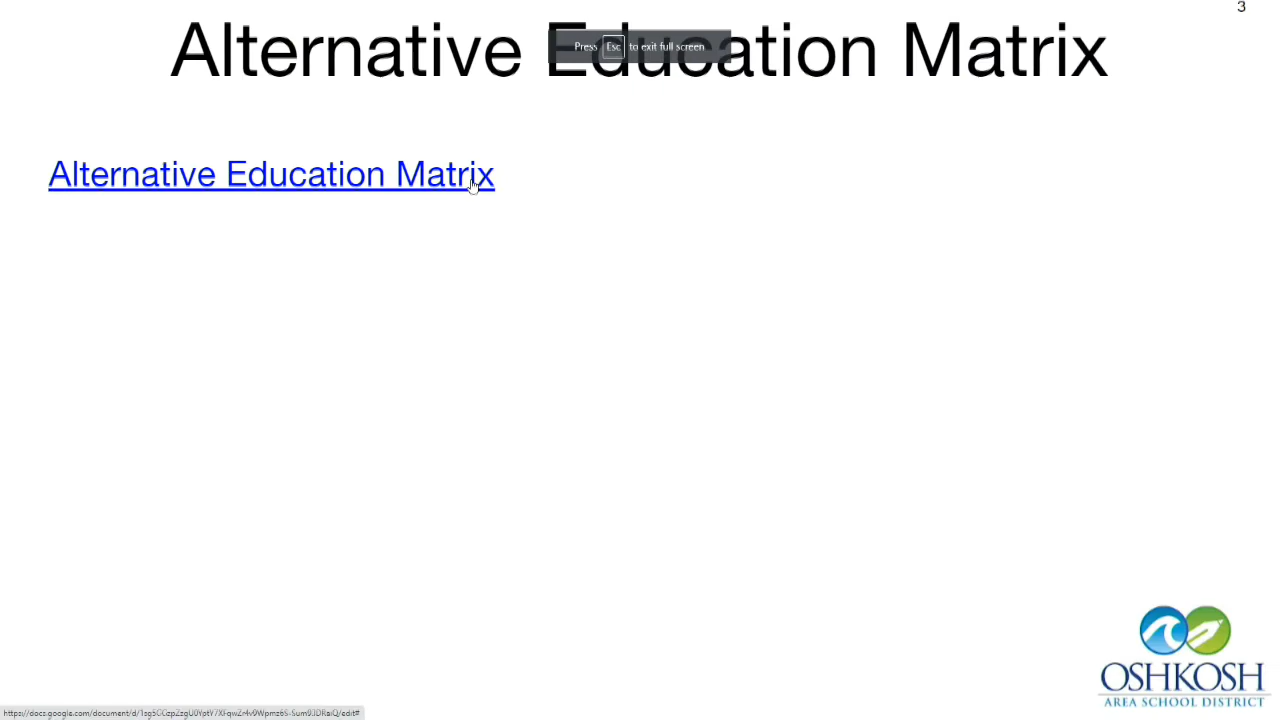 3
Alternative Education Matrix
Press Esc to exit full screen
Alternative Education Matrix
OSHKOSH
AREA SCHOOL DISTRICT